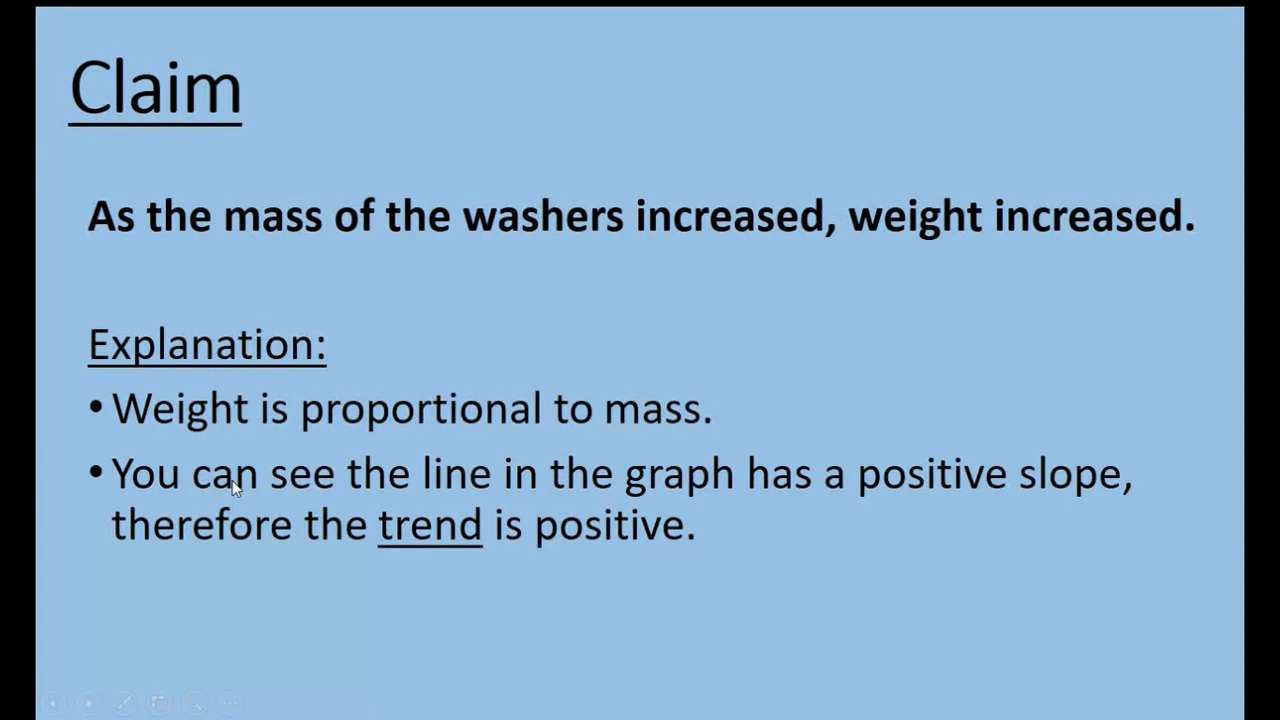 Claim
As the mass of the washers increased, weight increased.
Explanation:
•Weight is proportional to mass.
•You can see the line in the graph has a positive slope,
therefore the trend is positive.